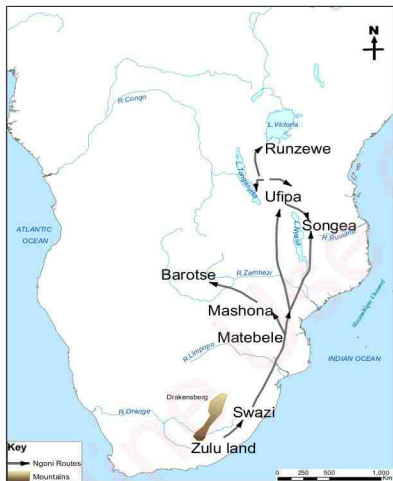 N
R.Congo
L.Victoria
Runzewe
L.Tanganyika
Ufipa
Songea
L.Nyasa
R.Ruvuma
ATLANTIC
OCEAN
Barotse
R.Zambezi
Mozambique Channel
Mashona
Matebele
R.Limpopo
INDIAN OCEAN
Drakensberg
R.Orange
Swazi
Zulu land
Key
Ngoni Routes
Mountains
100 0
500
1,000
Km